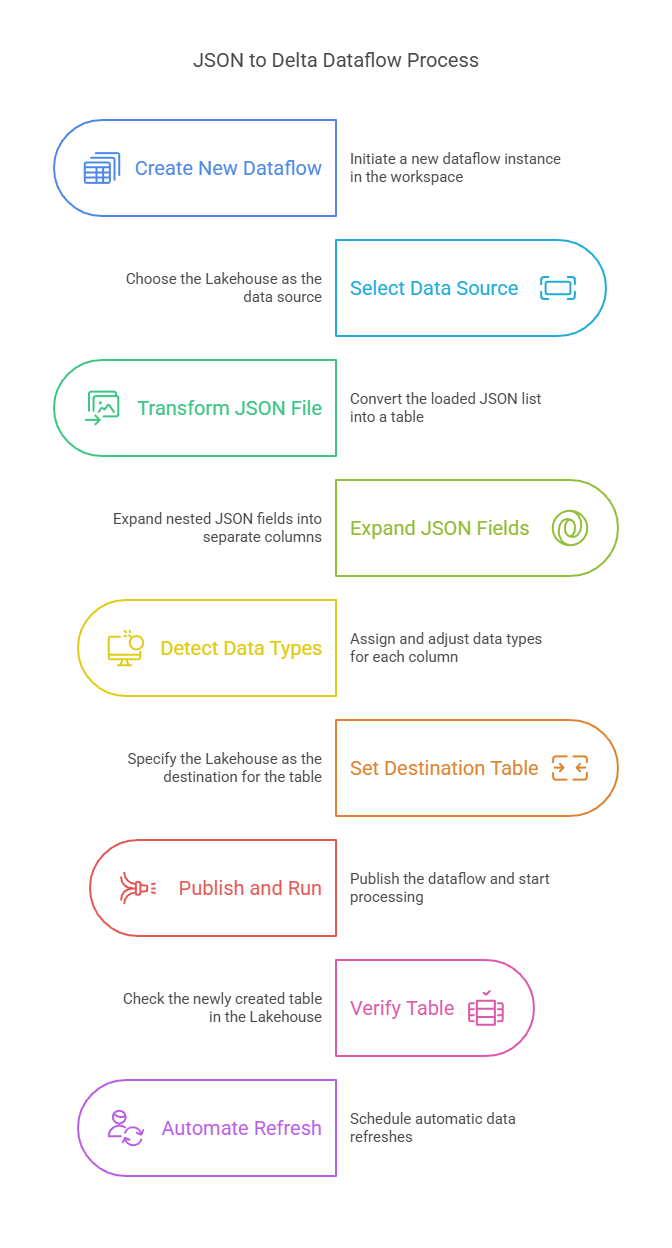 JSON to Delta Dataflow Process
Create New Dataflow
Initiate a new dataflow instance
in the workspace
Choose the Lakehouse as the
data source
Select Data Source
Transform JSON File
Convert the loaded JSON list
into a table
Expand nested JSON fields into
separate columns
Expand JSON Fields
Detect Data Types
Assign and adjust data types
for each column
Specify the Lakehouse as the
destination for the table
Set Destination Table
Publish and Run
Publish the dataflow and start
processing
Check the newly created table
in the Lakehouse
Verify Table
Automate Refresh
Schedule automatic data
refreshes